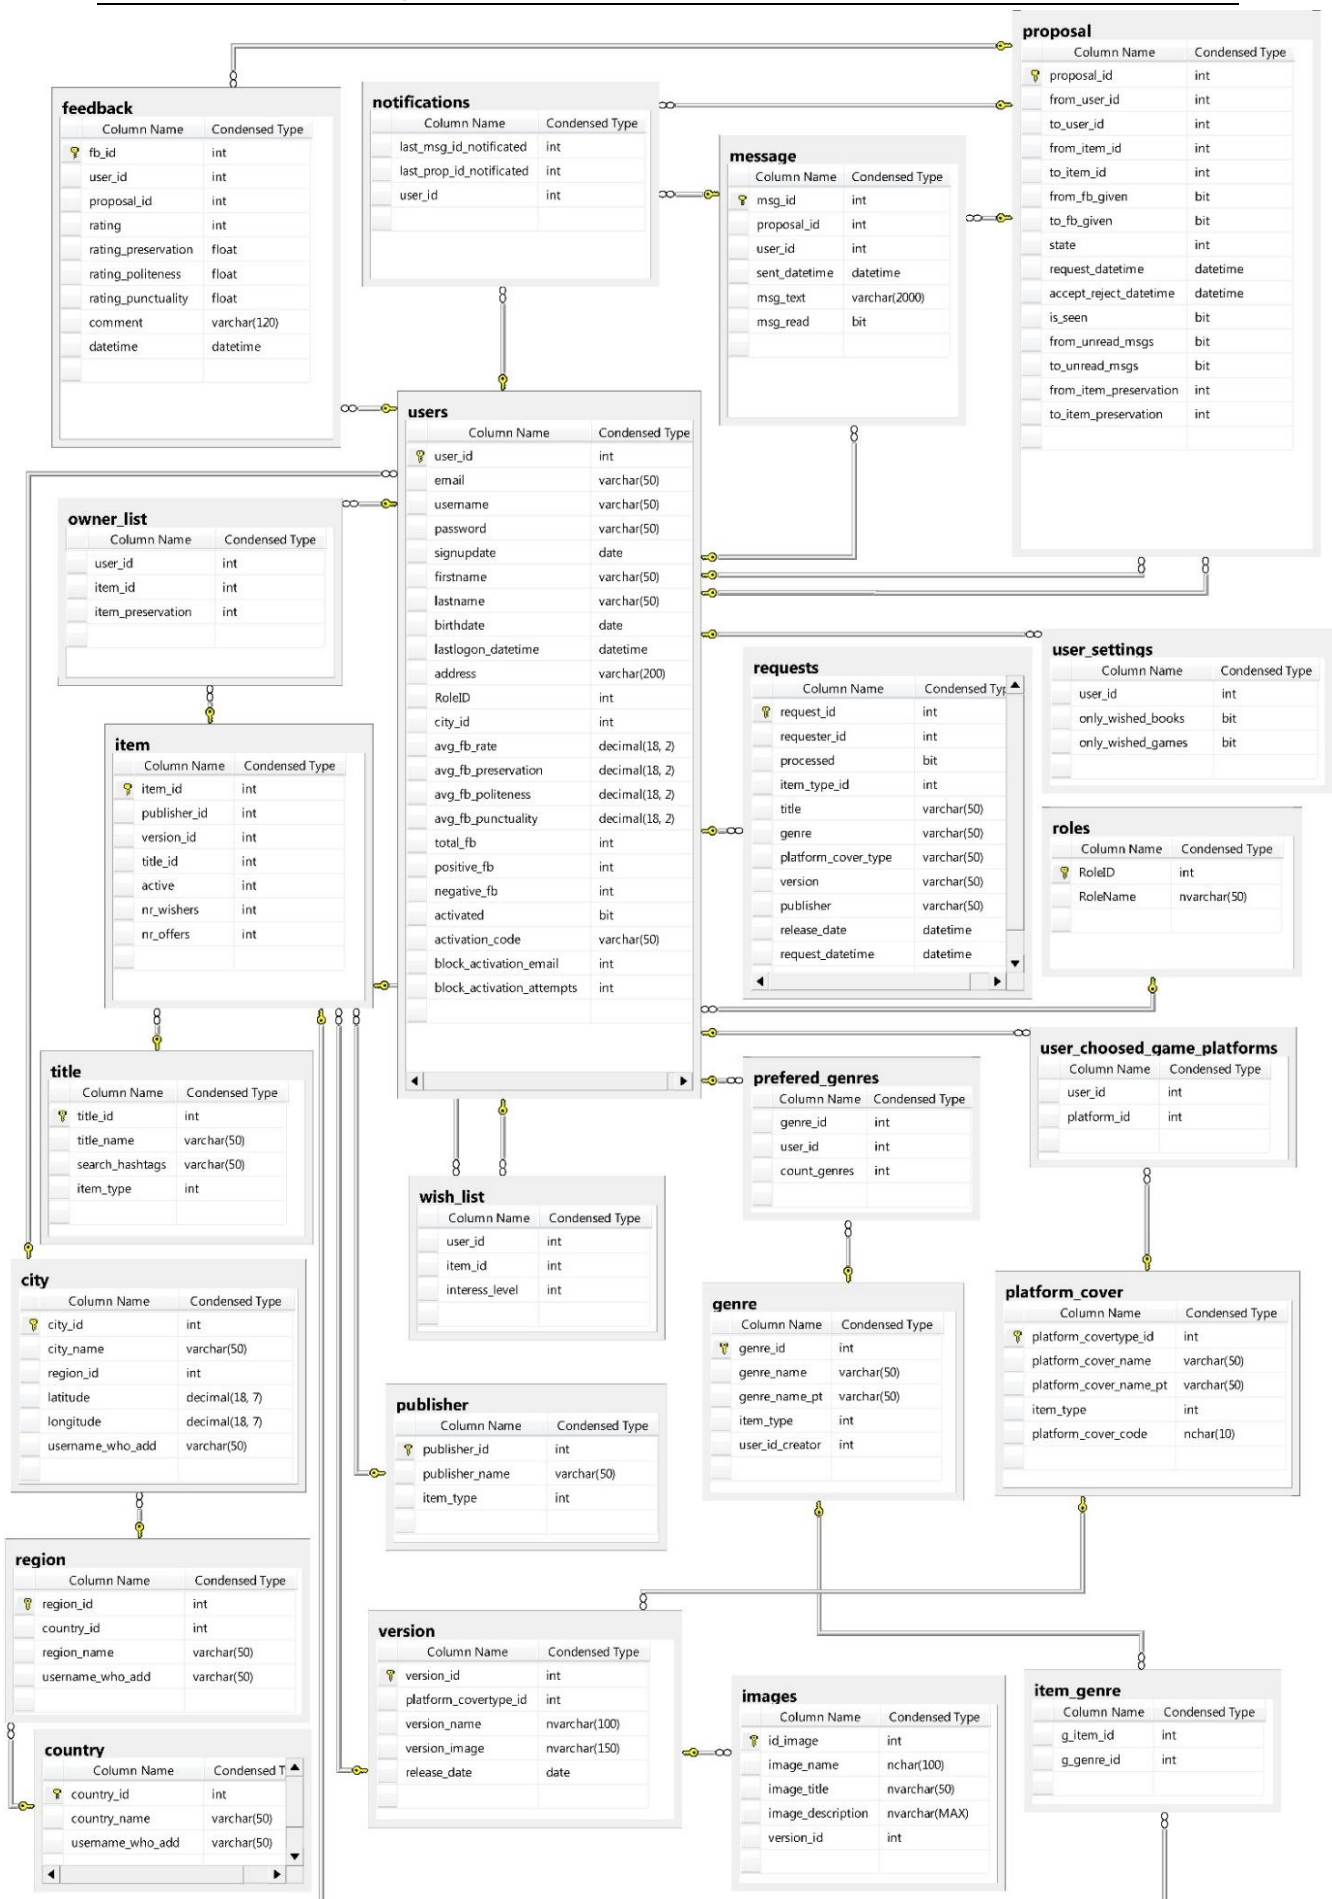 proposal
Column Name Condensed Type
proposal_id int
from_user_id int
to_user_id int
from_item_id int
to_item_id int
from_fb_given bit
to_fb_given bit
state int
request_datetime datetime
accept_reject_datetime datetime
is_seen bit
from_unread_msgs bit
to_unread_msgs bit
from_item_preservation int
to_item_preservation int
feedback
Column Name Condensed Type
fb_id int
user_id int
proposal_id int
rating int
rating_preservation float
rating_politeness float
rating_punctuality float
comment varchar(120)
datetime datetime
notifications
Column Name Condensed Type
last_msg_id_notificated int
last_prop_id_notificated int
user_id int
message
Column Name Condensed Type
msg_id int
proposal_id int
user_id int
sent_datetime datetime
msg_text varchar(2000)
msg_read bit
users
Column Name Condensed Type
user_id int
email varchar(50)
username varchar(50)
password varchar(50)
signupdate date
firstname varchar(50)
lastname varchar(50)
birthdate date
lastlogon_datetime datetime
address varchar(200)
RoleID int
city_id int
avg_fb_rate decimal(18, 2)
avg_fb_preservation decimal(18, 2)
avg_fb_politeness decimal(18, 2)
avg_fb_punctuality decimal(18, 2)
total_fb int
positive_fb int
negative_fb int
activated bit
activation_code varchar(50)
block_activation_email int
block_activation_attempts int
owner_list
Column Name Condensed Type
user_id int
item_id int
item_preservation int
user_settings
Column Name Condensed Type
user_id int
only_wished_books bit
only_wished_games bit
requests
Column Name Condensed Typ
request_id int
requester_id int
processed bit
item_type_id int
title varchar(50)
genre varchar(50)
platform_cover_type varchar(50)
version varchar(50)
publisher varchar(50)
release_date datetime
request_datetime datetime
item
Column Name Condensed Type
item_id int
publisher_id int
version_id int
title_id int
active int
nr_wishers int
nr_offers int
roles
Column Name Condensed Type
RoleID int
RoleName nvarchar(50)
title
Column Name Condensed Type
title_id int
title_name varchar(50)
search_hashtags varchar(50)
item_type int
user_choosed_game_platforms
Column Name Condensed Type
user_id int
platform_id int
prefered_genres
Column Name Condensed Type
genre_id int
user_id int
count_genres int
wish_list
Column Name Condensed Type
user_id int
item_id int
interess_level int
city
Column Name Condensed Type
city_id int
city_name varchar(50)
region_id int
latitude decimal(18, 7)
longitude decimal(18, 7)
username_who_add varchar(50)
genre
Column Name Condensed Type
genre_id int
genre_name varchar(50)
genre_name_pt varchar(50)
item_type int
user_id_creator int
platform_cover
Column Name Condensed Type
platform_covertype_id int
platform_cover_name varchar(50)
platform_cover_name_pt varchar(50)
item_type int
platform_cover_code nchar(10)
publisher
Column Name Condensed Type
publisher_id int
publisher_name varchar(50)
item_type int
region
Column Name Condensed Type
region_id int
country_id int
region_name varchar(50)
username_who_add varchar(50)
version
Column Name Condensed Type
version_id int
platform_covertype_id int
version_name nvarchar(100)
version_image nvarchar(150)
release_date date
images
Column Name Condensed Type
id_image int
image_name nchar(100)
image_title nvarchar(50)
image_description nvarchar(MAX)
version_id int
item_genre
Column Name Condensed Type
g_item_id int
g_genre_id int
country
Column Name Condensed T
country_id int
country_name varchar(50)
username_who_add varchar(50)